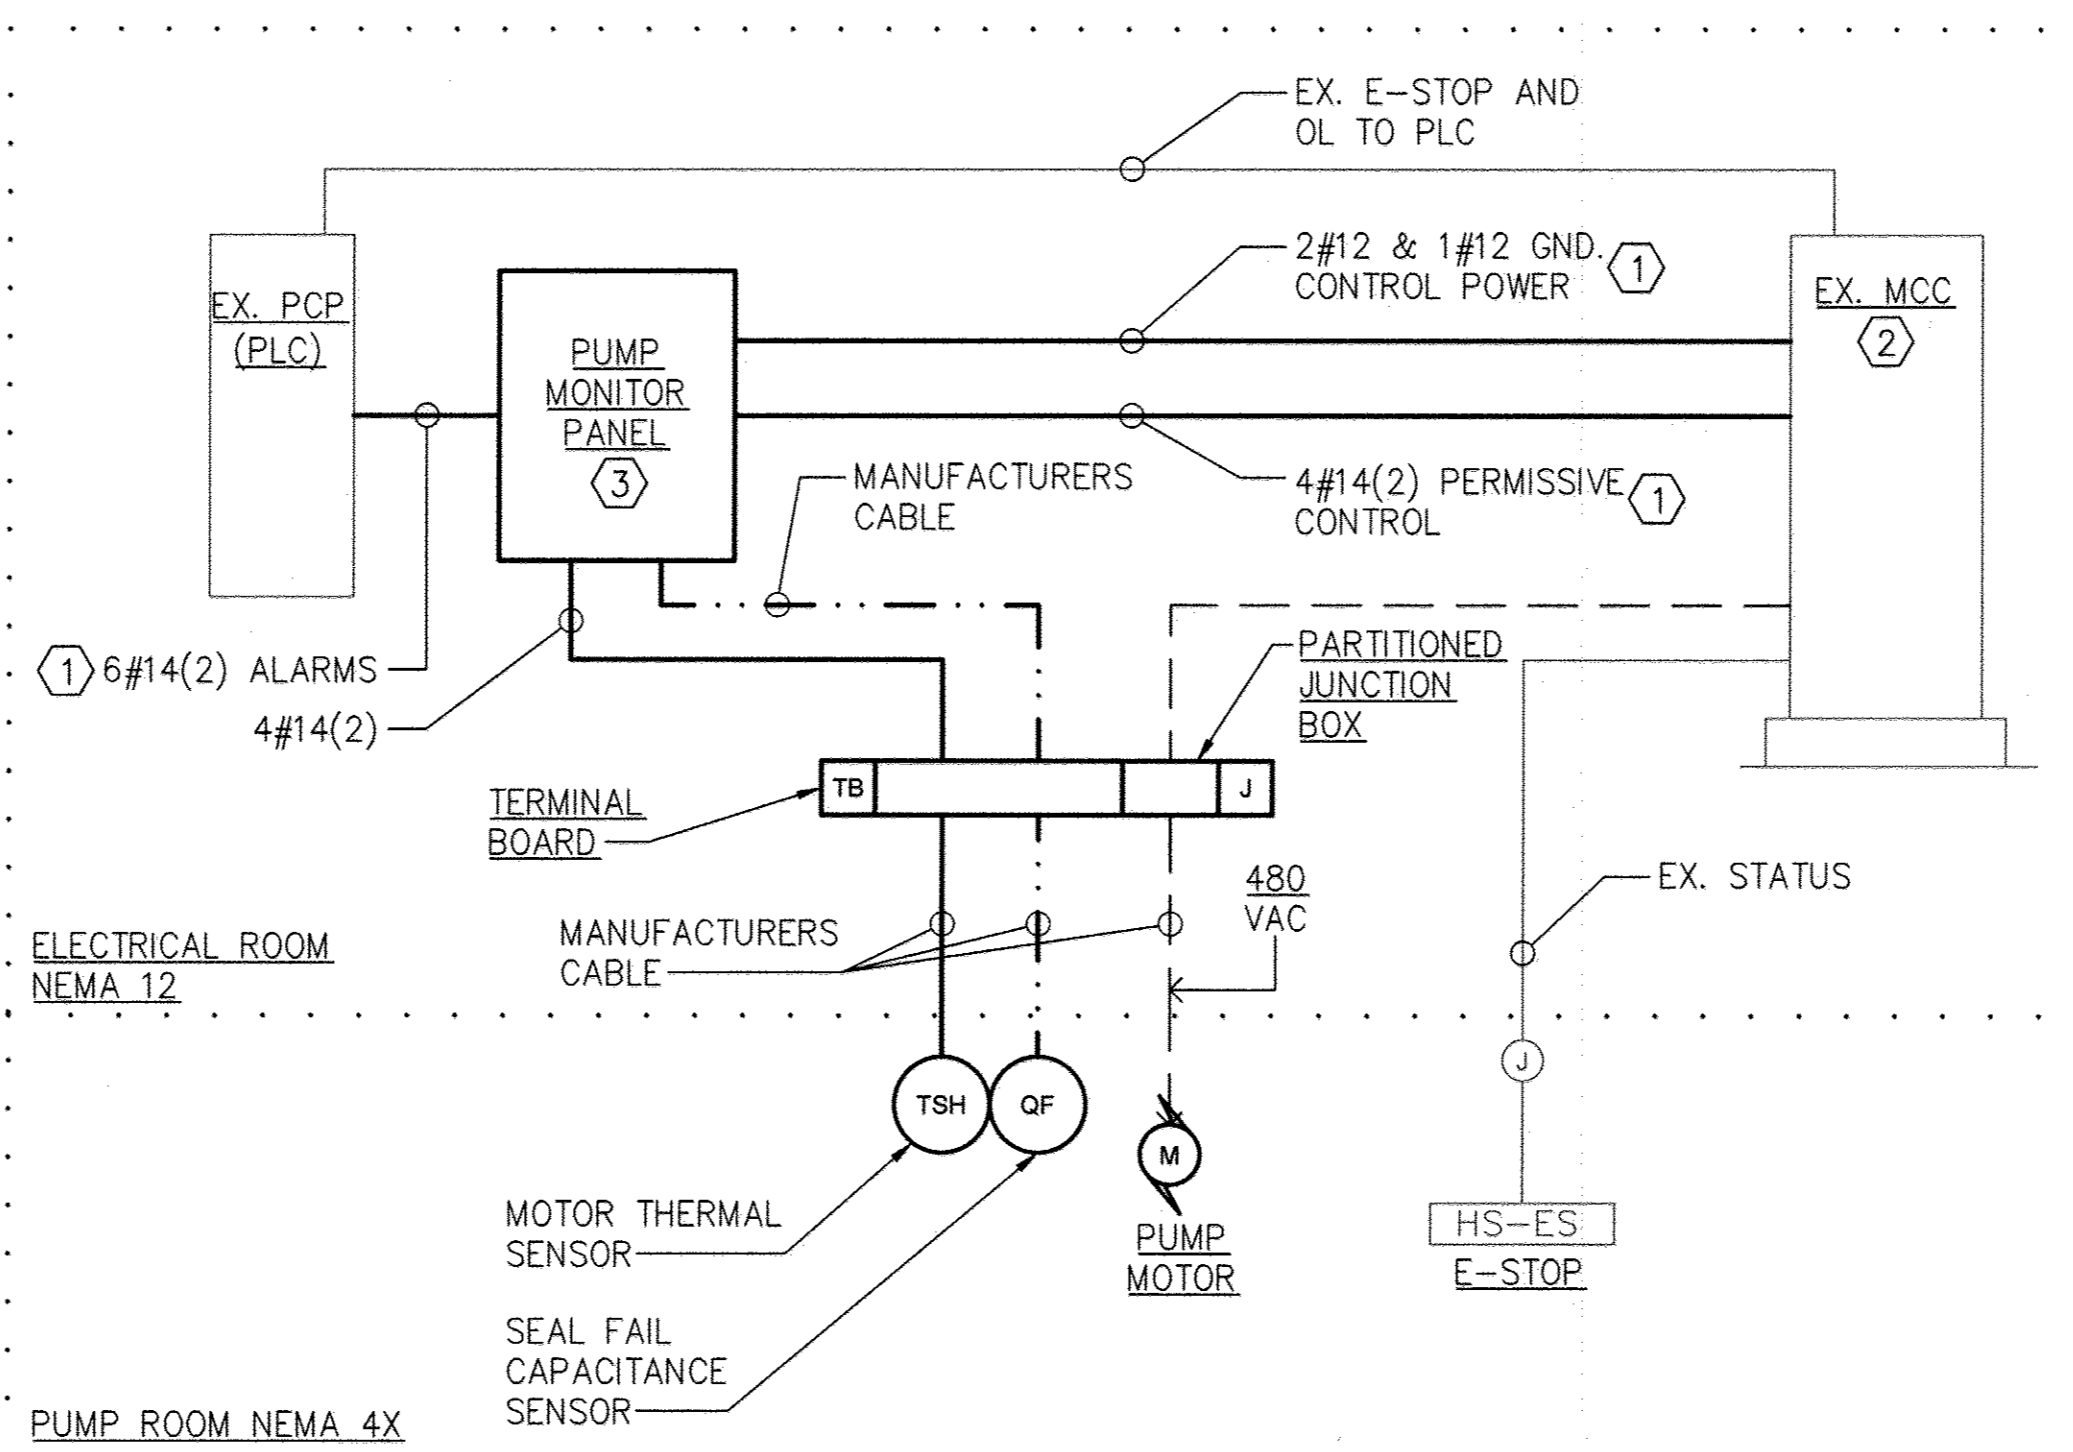 EX. E-STOP AND
OL TO PLC
2#12 & 1#12 GND.
CONTROL POWER
1
EX. PCP
(PLC)
PUMP
MONITOR
PANEL
3
EX. MCC
2
MANUFACTURERS
CABLE
4#14(2) PERMISSIVE
CONTROL
1
1
6#14(2) ALARMS
4#14(2)
PARTITIONED
JUNCTION
BOX
TERMINAL
BOARD
TB
J
480
VAC
EX. STATUS
MANUFACTURERS
CABLE
ELECTRICAL ROOM
NEMA 12
J
TSH
QF
M
MOTOR THERMAL
SENSOR
PUMP
MOTOR
HS-ES
E-STOP
SEAL FAIL
CAPACITANCE
SENSOR
PUMP ROOM NEMA 4X